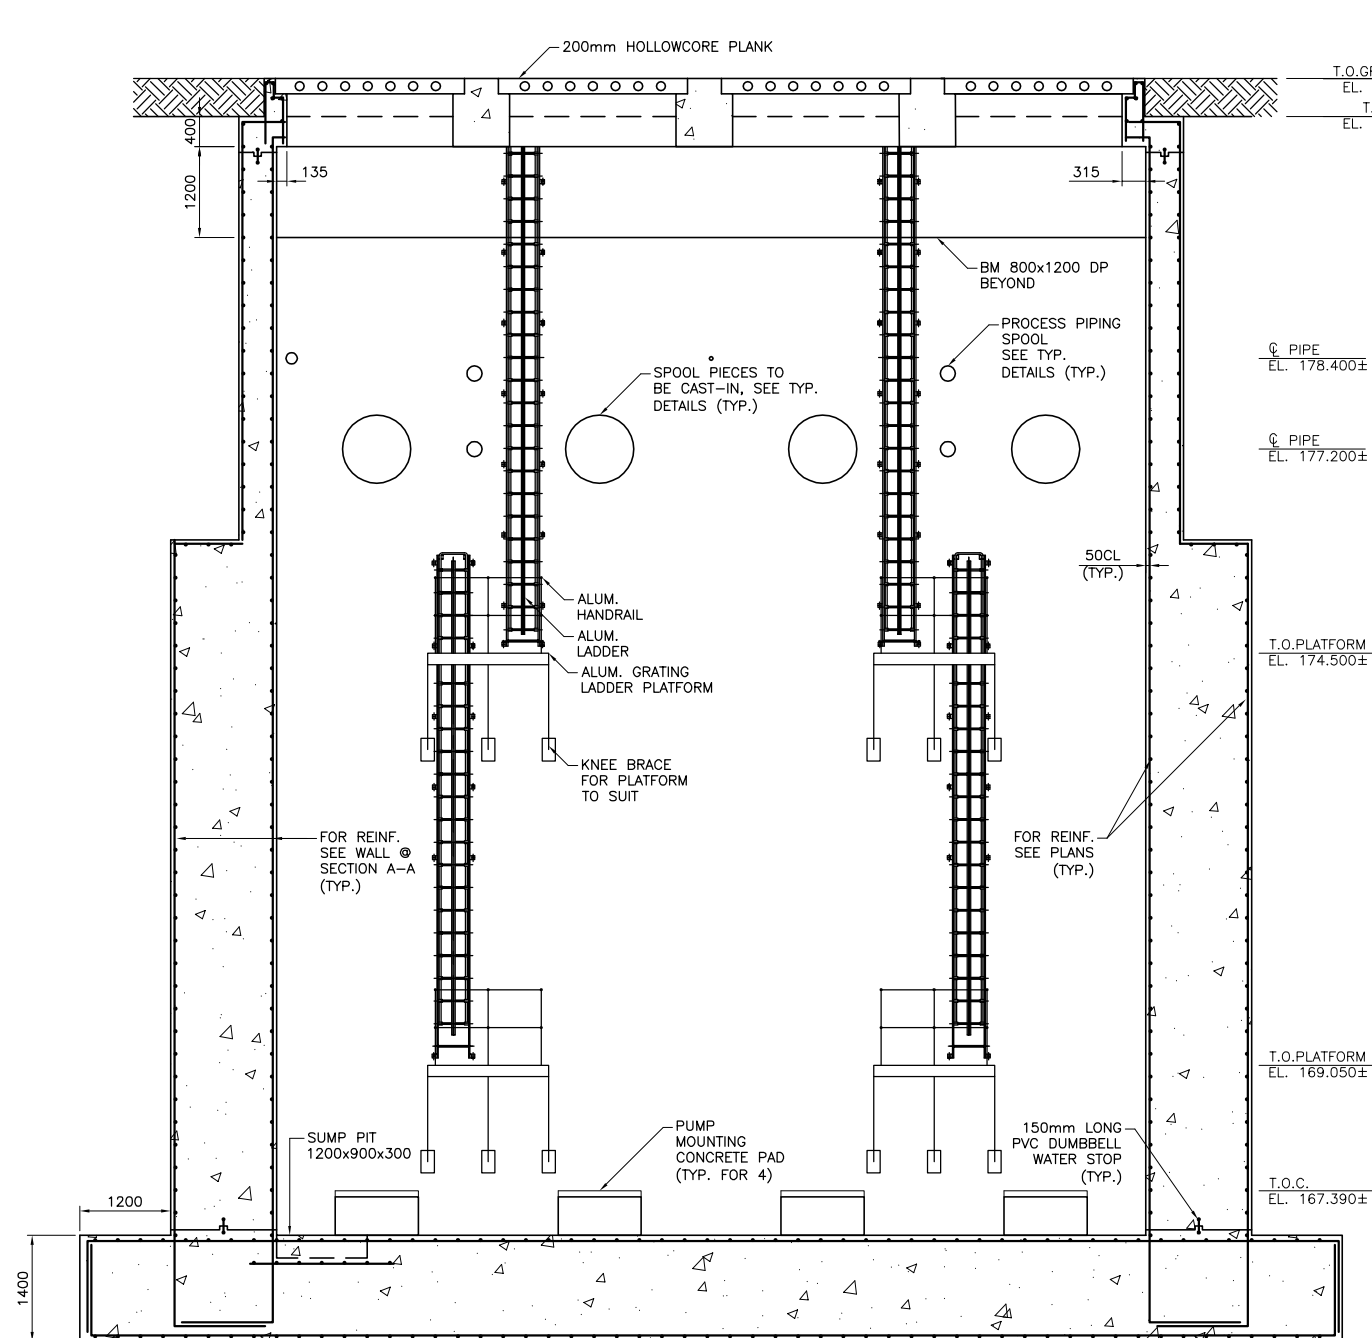 200mm HOLLOWCORE PLANK
T.O.G
EL.
T.
EL.
400
1200
135
315
BM 800x1200 DP
BEYOND
PROCESS PIPING
SPOOL
SEE TYP.
DETAILS (TYP.)
SPOOL PIECES TO
BE CAST-IN, SEE TYP.
DETAILS (TYP.)
℄ PIPE
EL. 178.400±
℄ PIPE
EL. 177.200±
50CL
(TYP.)
ALUM.
HANDRAIL
ALUM.
LADDER
ALUM. GRATING
LADDER PLATFORM
T.O.PLATFORM
EL. 174.500±
KNEE BRACE
FOR PLATFORM
TO SUIT
FOR REINF.
SEE WALL @
SECTION A-A
(TYP.)
FOR REINF.
SEE PLANS
(TYP.)
T.O.PLATFORM
EL. 169.050±
SUMP PIT
1200x900x300
PUMP
MOUNTING
CONCRETE PAD
(TYP. FOR 4)
150mm LONG
PVC DUMBBELL
WATER STOP
(TYP.)
T.O.C.
EL. 167.390±
1200
1400